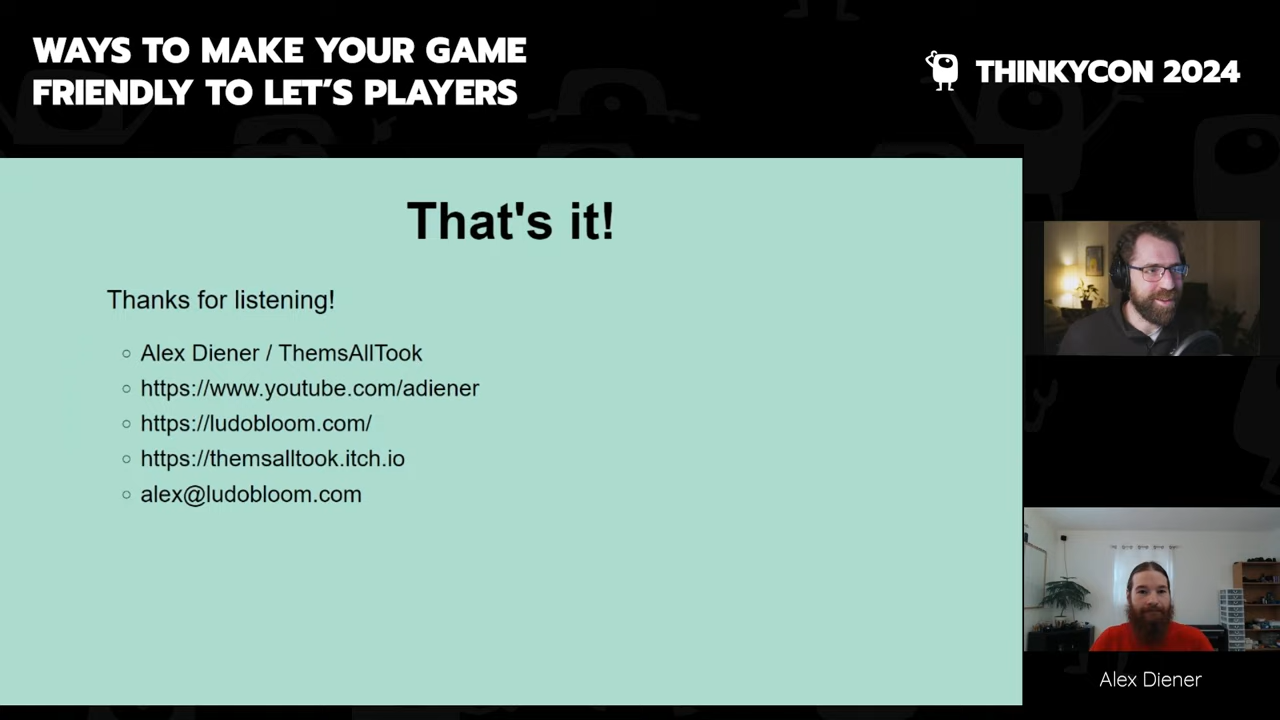 WAYS TO MAKE YOUR GAME
FRIENDLY TO LET'S PLAYERS
THINKYCON 2024
That's it!
Thanks for listening!
Alex Diener / ThemsAllTook
https://www.youtube.com/adiener
https://ludobloom.com/
https://themsalltook.itch.io
alex@ludobloom.com
Alex Diener